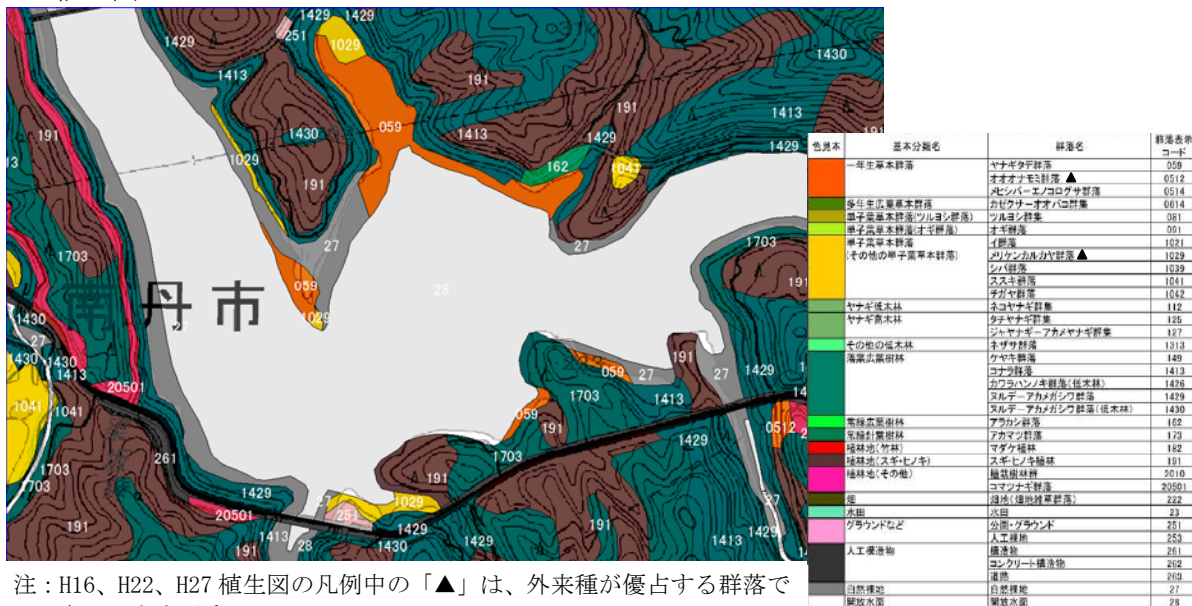 1429
1429
1429
251
1029
1430
1413
191
191
191
1413
1430
059
1413
1429
1429
13
1029
191
162
1041
27
27
1703
1703
191
南丹市
059
28
1029
1430
27
1430
1430
1413
20501
1041
1041
261
1703
1703
191
059
27
191
1703
1413
27
27
1429
059
191
1703
1429
0512
1429
27
1029
251
20501
1413
28
1429
1430
191
191
27
1429
色見本 基本分類名 群落名 群落表示コード
一年生草本群落 ヤナギタデ群落 059
オオオナモミ群落 ▲ 0512
メヒシバーエノコログサ群落 0514
多年生広葉草本群落 カゼクサーオオバコ群集 0614
単子葉草本群落(ツルヨシ群落) ツルヨシ群集 081
単子葉草本群落(オギ群落) オギ群落 091
単子葉草本群落 イ群落 1021
(その他の単子葉草本群落) メリケンカルカヤ群落 ▲ 1029
シバ群落 1039
ススキ群落 1041
チガヤ群落 1042
ヤナギ低木林 ネコヤナギ群集 112
ヤナギ高木林 タチヤナギ群集 125
ジャヤナギーアカメヤナギ群集 127
その他の低木林 ネザサ群落 1313
落葉広葉樹林 ケヤキ群落 149
コナラ群落 1413
カワラハンノキ群落(低木林) 1426
ヌルデーアカメガシワ群落 1429
ヌルデーアカメガシワ群落(低木林) 1430
常緑広葉樹林 アラカシ群落 162
常緑針葉樹林 アカマツ群落 173
植林地(竹林) マダケ植林 182
植林地(スギ・ヒノキ) スギ・ヒノキ植林 191
植林地(その他) 植栽樹林群 2010
コマツナギ群落 20501
畑 畑地(畑地雑草群落) 222
水田 水田 23
グラウンドなど 公園・グラウンド 251
人工裸地 253
人工構造物 構造物 261
コンクリート構造物 262
道路 263
自然裸地 自然裸地 27
開放水面 開放水面 28
注：H16、H22、H27 植生図の凡例中の「▲」は、外来種が優占する群落で